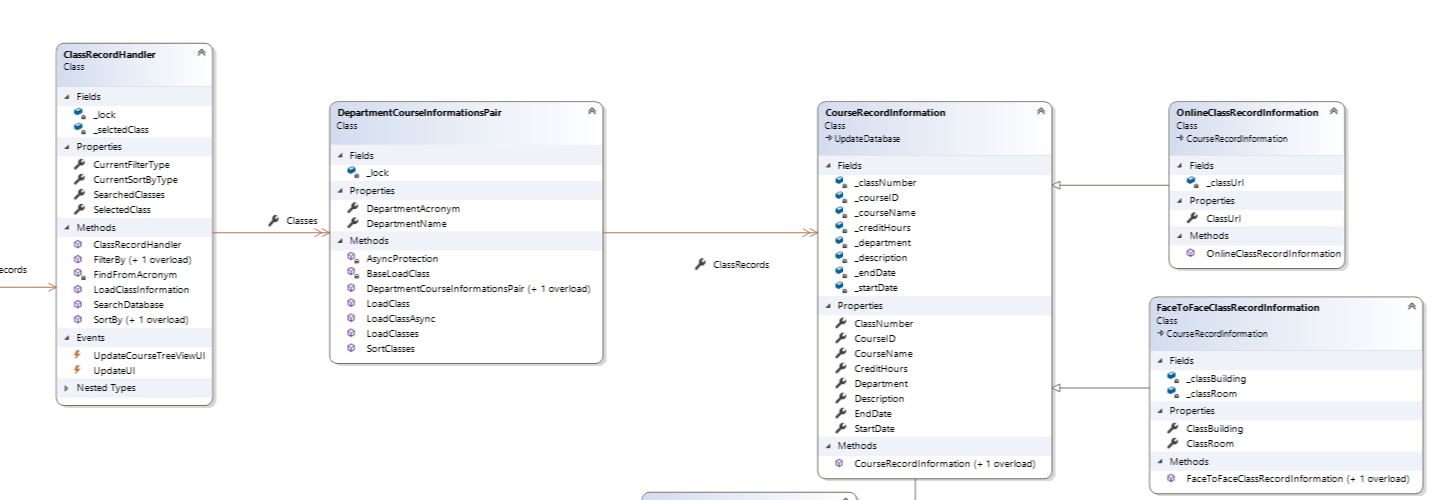 ecords
ClassRecordHandler
Class
Fields
_lock
_selctedClass
Properties
CurrentFilterType
CurrentSortByType
SearchedClasses
SelectedClass
Methods
ClassRecordHandler
FilterBy (+ 1 overload)
FindFromAcronym
LoadClassInformation
SearchDatabase
SortBy (+ 1 overload)
Events
UpdateCourseTreeViewUI
UpdateUI
Nested Types
Classes
DepartmentCourseInformationsPair
Class
Fields
_lock
Properties
DepartmentAcronym
DepartmentName
Methods
AsyncProtection
BaseLoadClass
DepartmentCourseInformationsPair (+ 1 overload)
LoadClass
LoadClassAsync
LoadClasses
SortClasses
ClassRecords
CourseRecordInformation
Class
UpdateDatabase
Fields
_classNumber
_courseID
_courseName
_creditHours
_department
_description
_endDate
_startDate
Properties
ClassNumber
CourseID
CourseName
CreditHours
Department
Description
EndDate
StartDate
Methods
CourseRecordInformation (+ 1 overload)
OnlineClassRecordInformation
Class
CourseRecordInformation
Fields
_classUrl
Properties
ClassUrl
Methods
OnlineClassRecordInformation
FaceToFaceClassRecordInformation
Class
CourseRecordInformation
Fields
_classBuilding
_classRoom
Properties
ClassBuilding
ClassRoom
Methods
FaceToFaceClassRecordInformation (+ 1 overload)